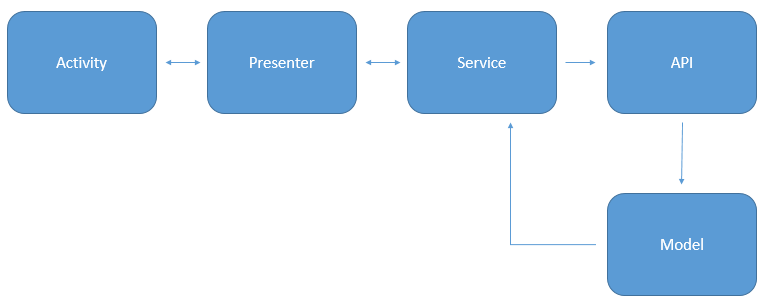 Activity
Presenter
Service
API
Model